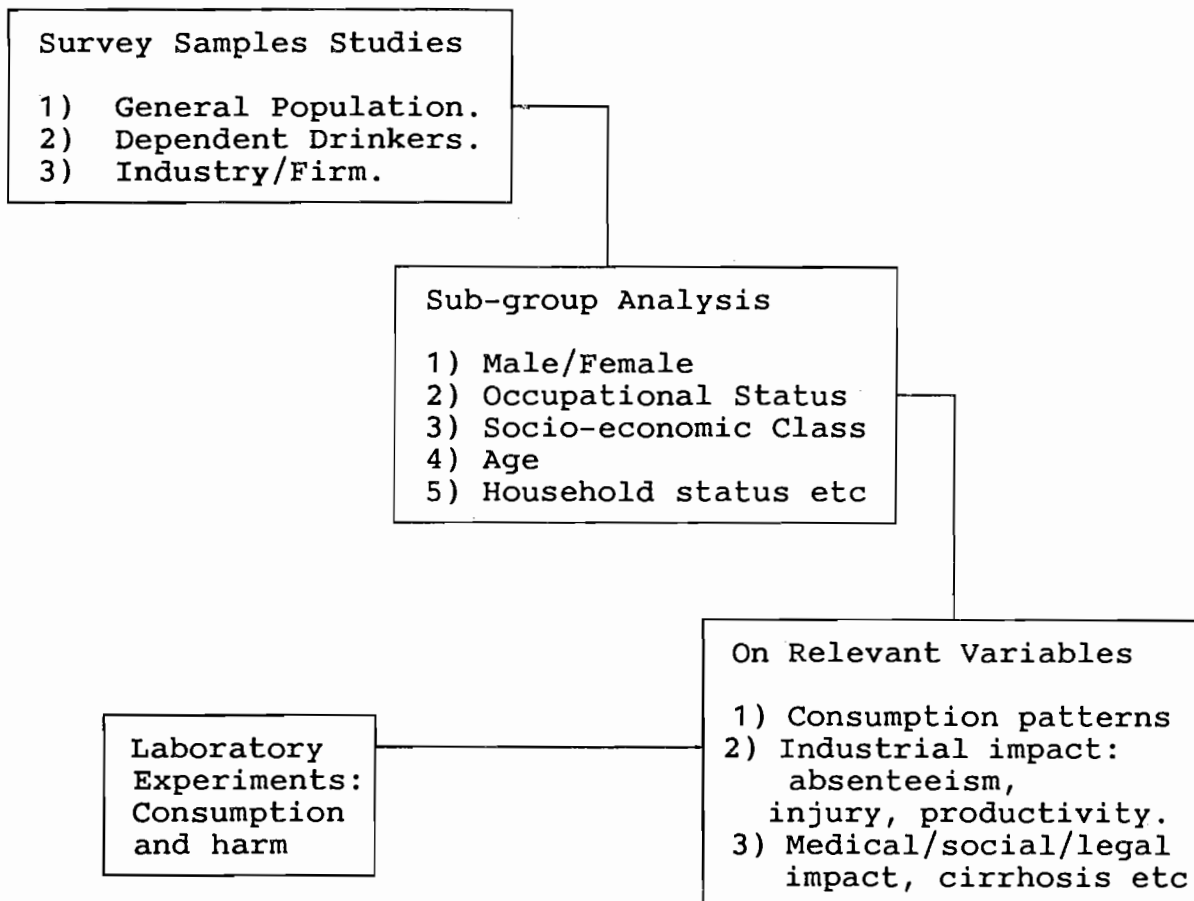 Survey Samples Studies
1) General Population.
2) Dependent Drinkers.
3) Industry/Firm.
Sub-group Analysis
1) Male/Female
2) Occupational Status
3) Socio-economic Class
4) Age
5) Household status etc
On Relevant Variables
1) Consumption patterns
2) Industrial impact:
absenteeism,
injury, productivity.
3) Medical/social/legal
impact, cirrhosis etc
Laboratory
Experiments:
Consumption
and harm